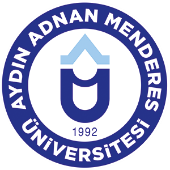 AYDIN ADNAN MENDERES
ÜNİVERSİTESİ
1992